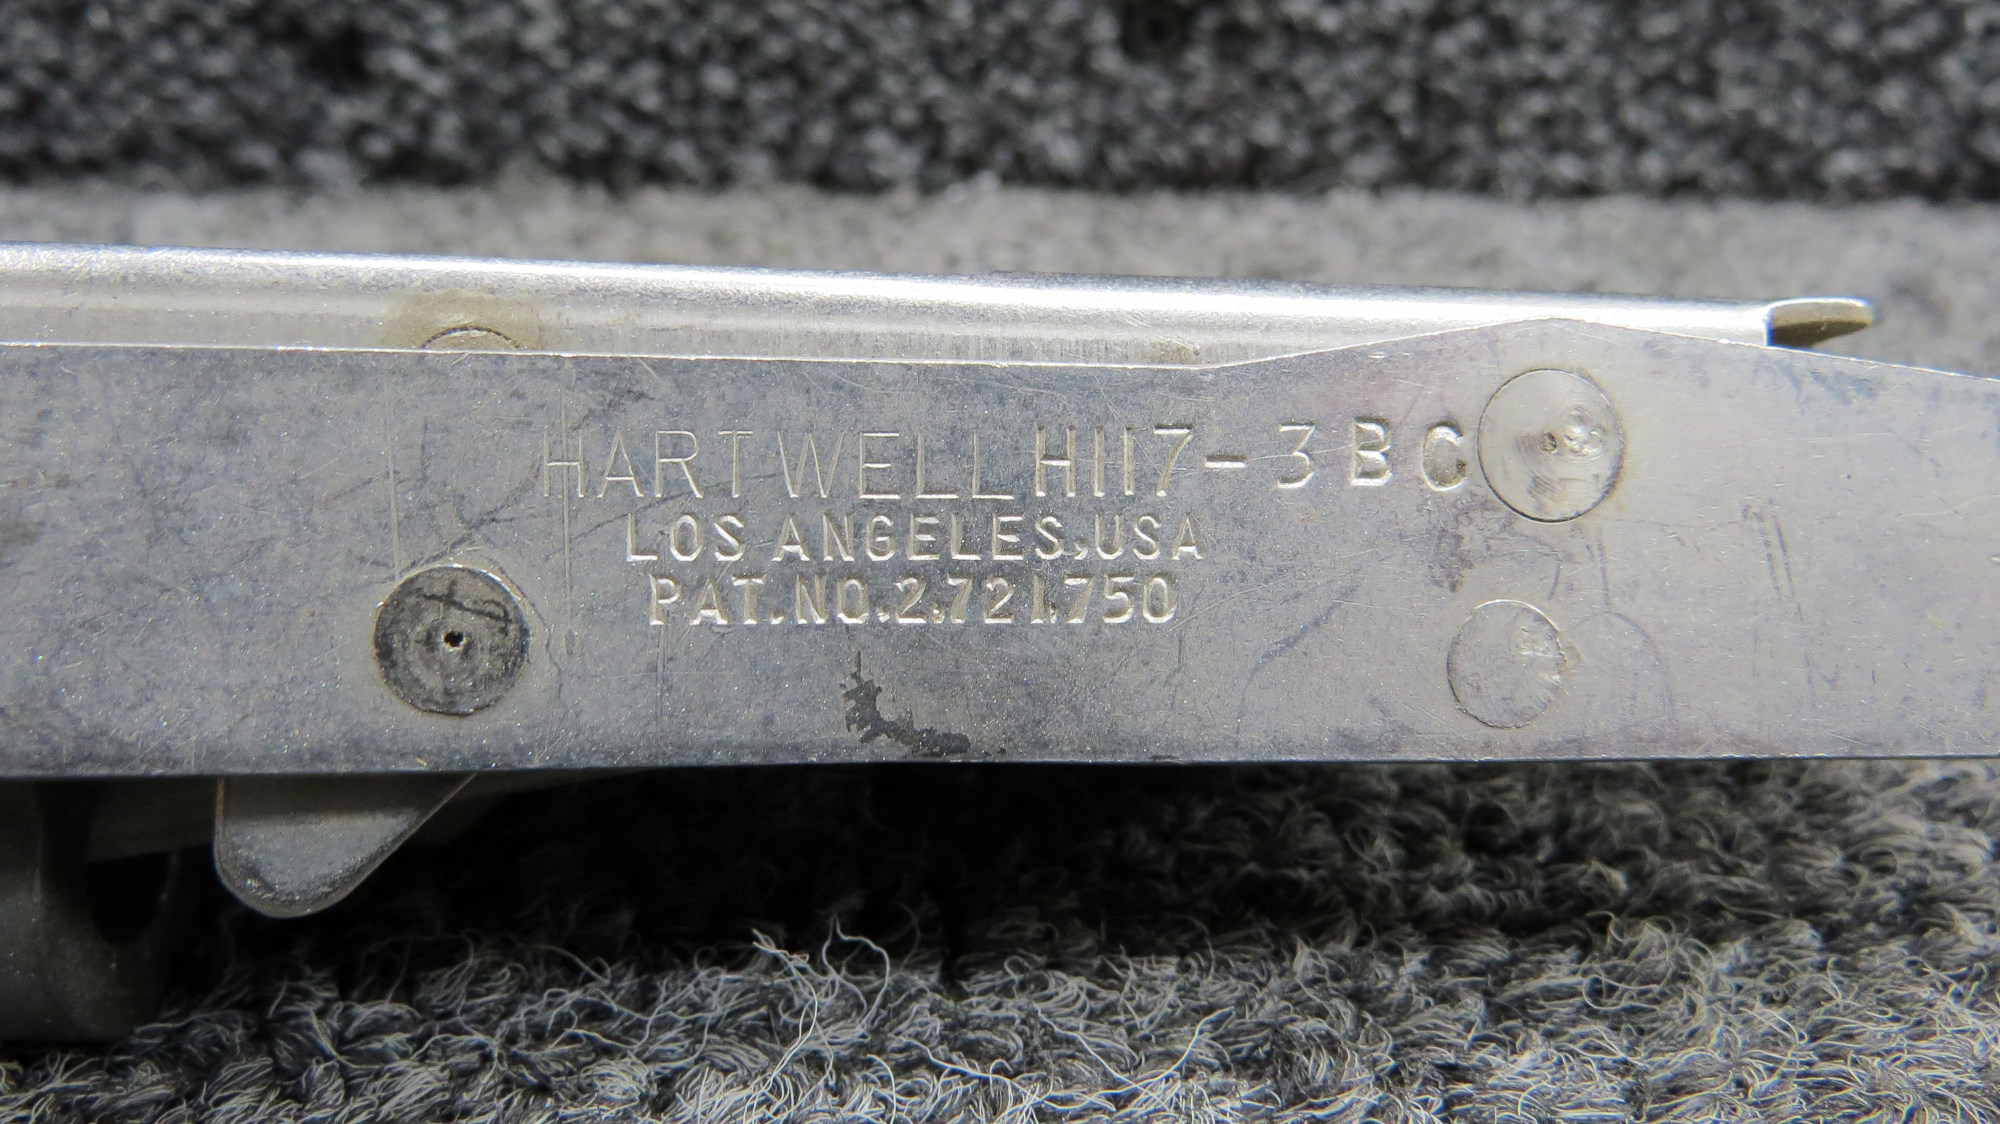 HARTWELL H117-3BC
LOS ANGELES, USA
PAT. NO. 2.721.750